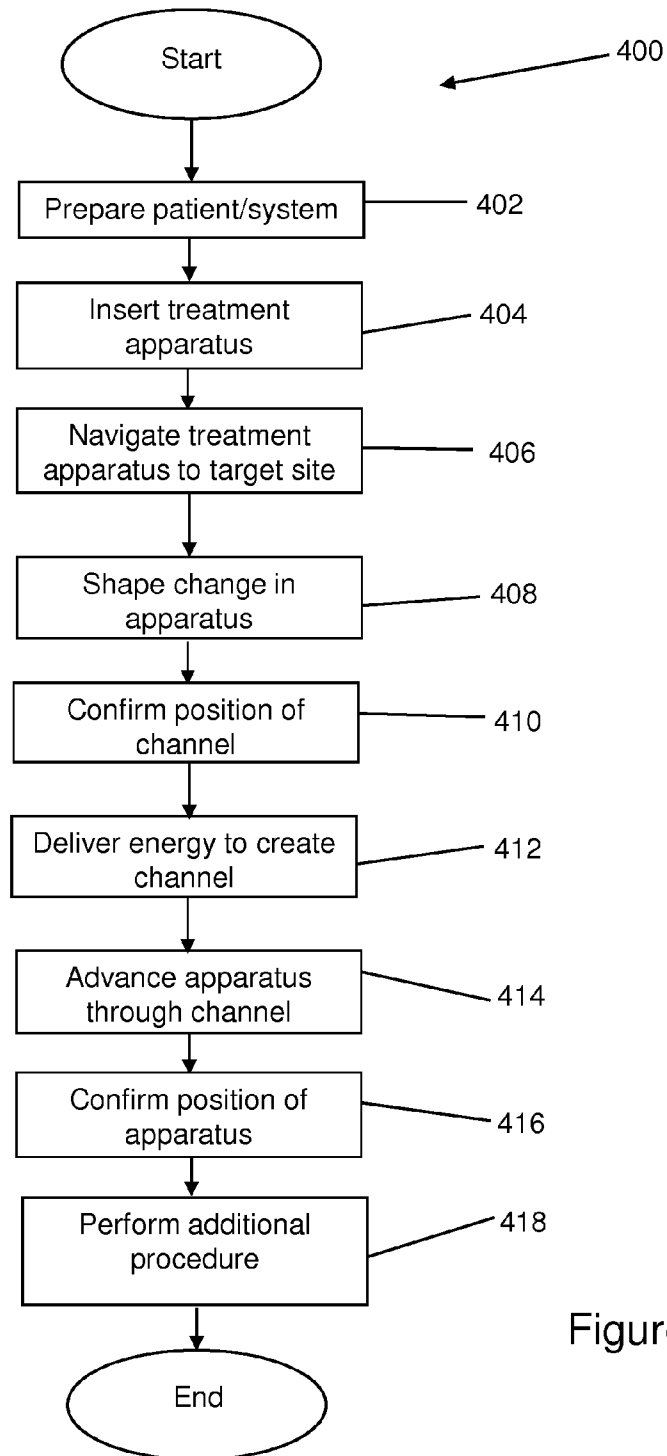 Start
400
Prepare patient/system
402
Insert treatment
apparatus
404
Navigate treatment
apparatus to target site
406
Shape change in
apparatus
408
Confirm position of
channel
410
Deliver energy to create
channel
412
Advance apparatus
through channel
414
Confirm position of
apparatus
416
Perform additional
procedure
418
End
Figur